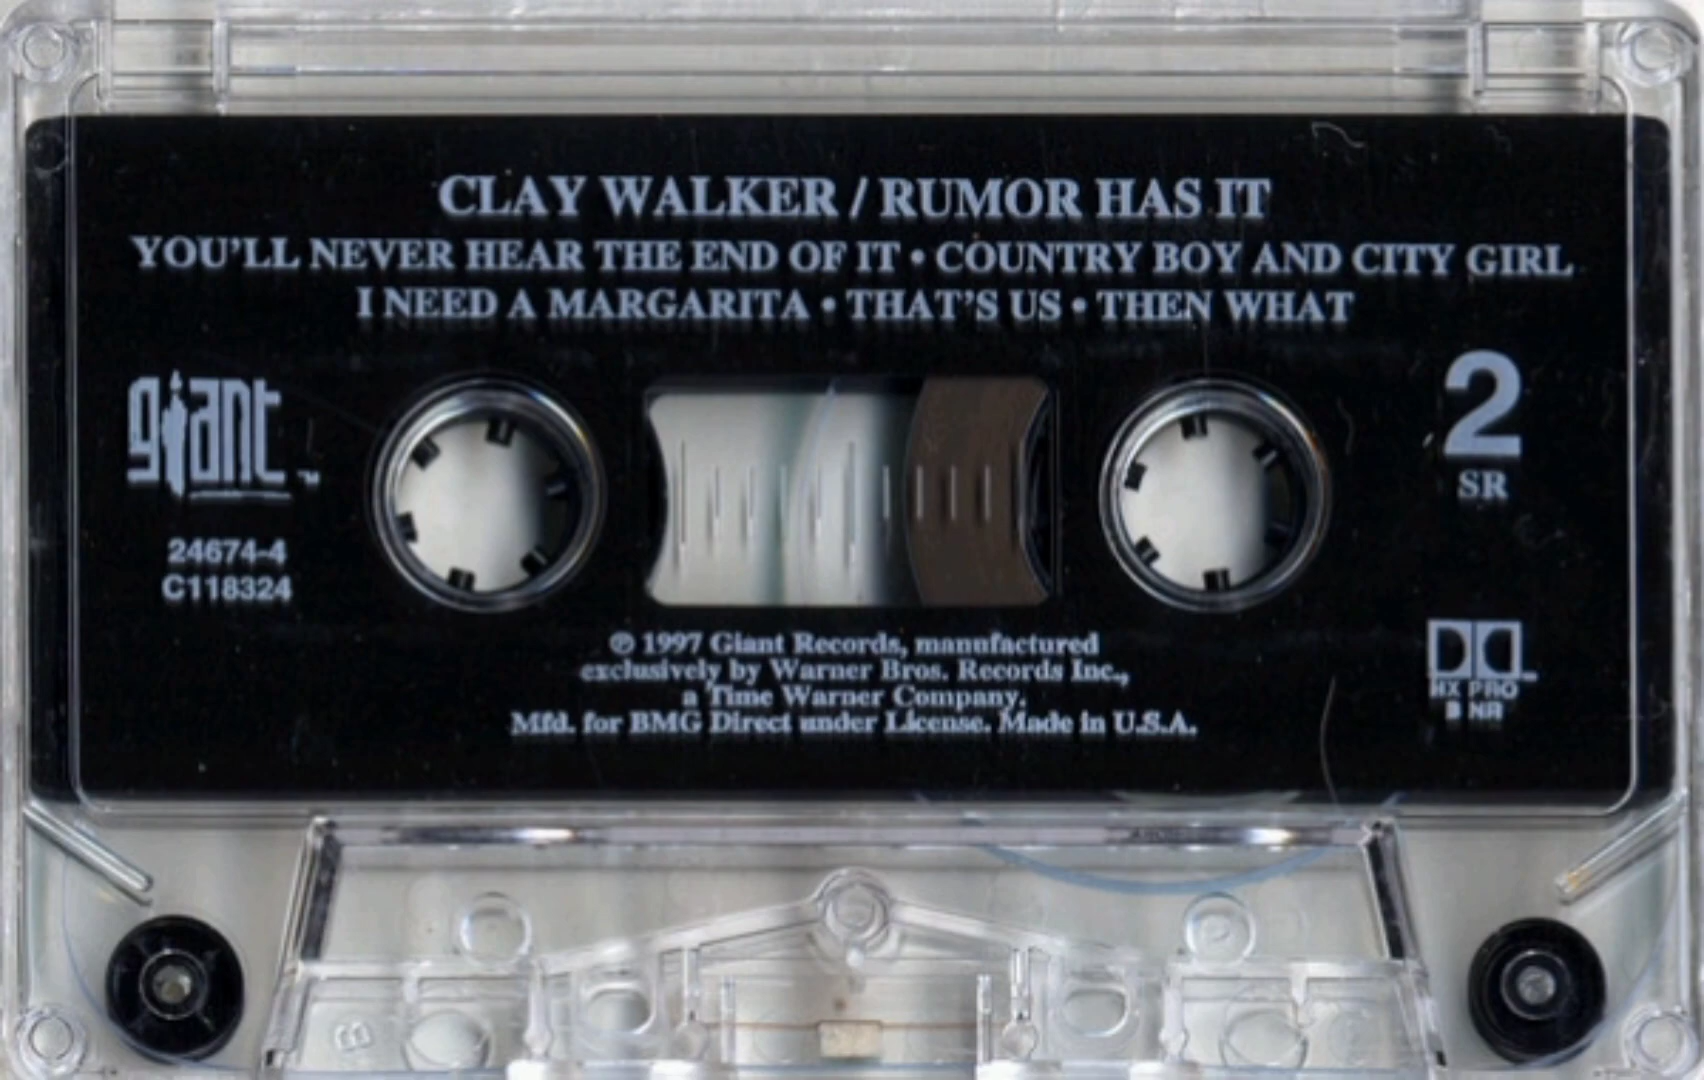 CLAY WALKER / RUMOR HAS IT
YOU'LL NEVER HEAR THE END OF IT • COUNTRY BOY AND CITY GIRL
I NEED A MARGARITA • THAT'S US • THEN WHAT
giant™
24674-4
C118324
2
SR
℗ 1997 Giant Records, manufactured
exclusively by Warner Bros. Records Inc.,
a Time Warner Company.
Mfd. for BMG Direct under License. Made in U.S.A.
HX PRO
B NR